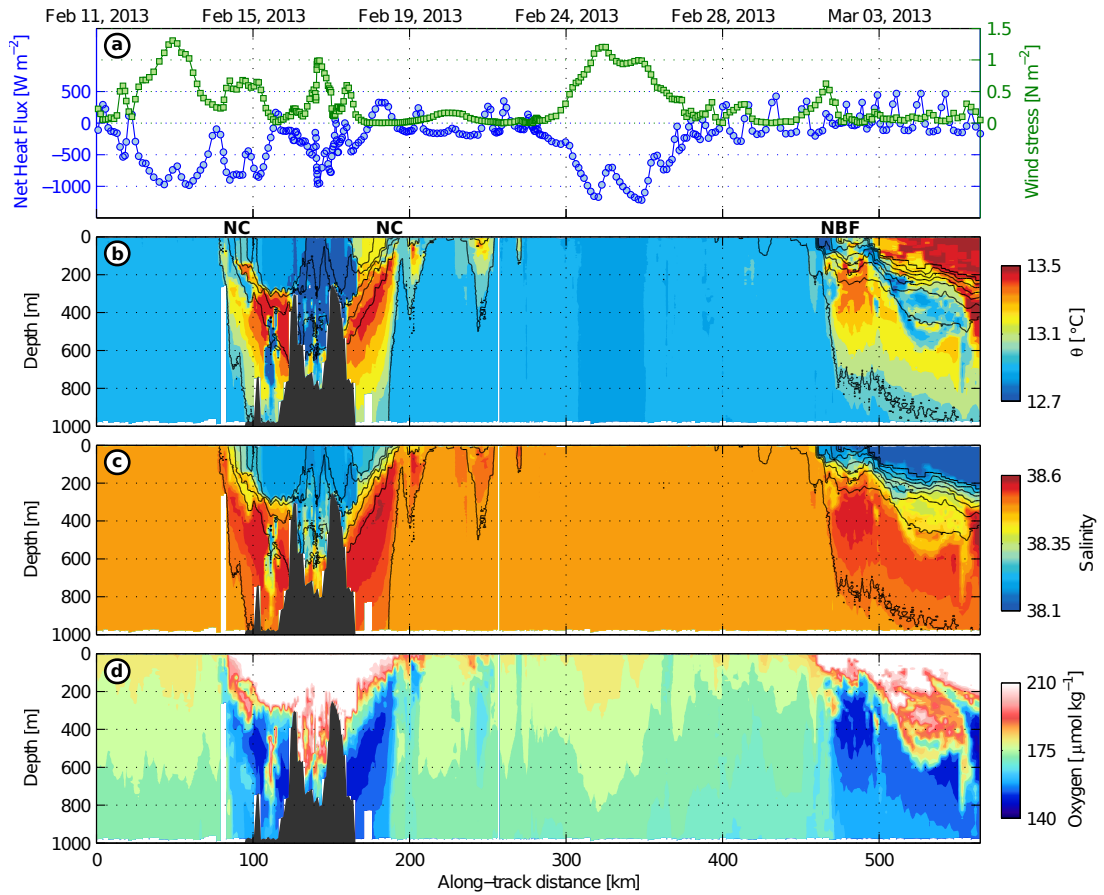 Feb 11, 2013 Feb 15, 2013 Feb 19, 2013 Feb 24, 2013 Feb 28, 2013 Mar 03, 2013
a
Net Heat Flux [W m−2]
500
0
−500
−1000
1.5
1
0.5
0
Wind stress [N m−2]
NC NC NBF
b
Depth [m]
0
200
400
600
800
1000
13.5
13.1
12.7
θ [°C]
c
Depth [m]
0
200
400
600
800
1000
38.6
38.35
38.1
Salinity
d
Depth [m]
0
200
400
600
800
1000
210
175
140
Oxygen [μmol kg−1]
0 100 200 300 400 500
Along−track distance [km]